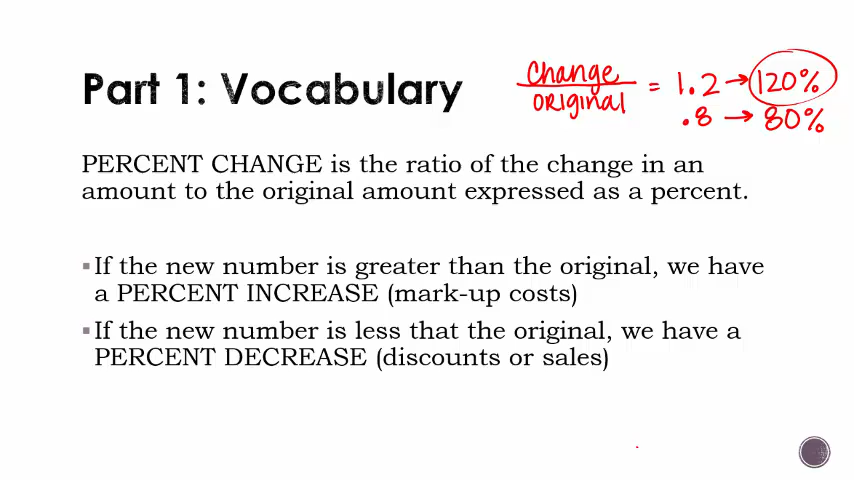 Part 1: Vocabulary
Change
original
= 1.2 → 120%
.8 → 80%
PERCENT CHANGE is the ratio of the change in an
amount to the original amount expressed as a percent.
▪If the new number is greater than the original, we have
a PERCENT INCREASE (mark-up costs)
▪If the new number is less that the original, we have a
PERCENT DECREASE (discounts or sales)